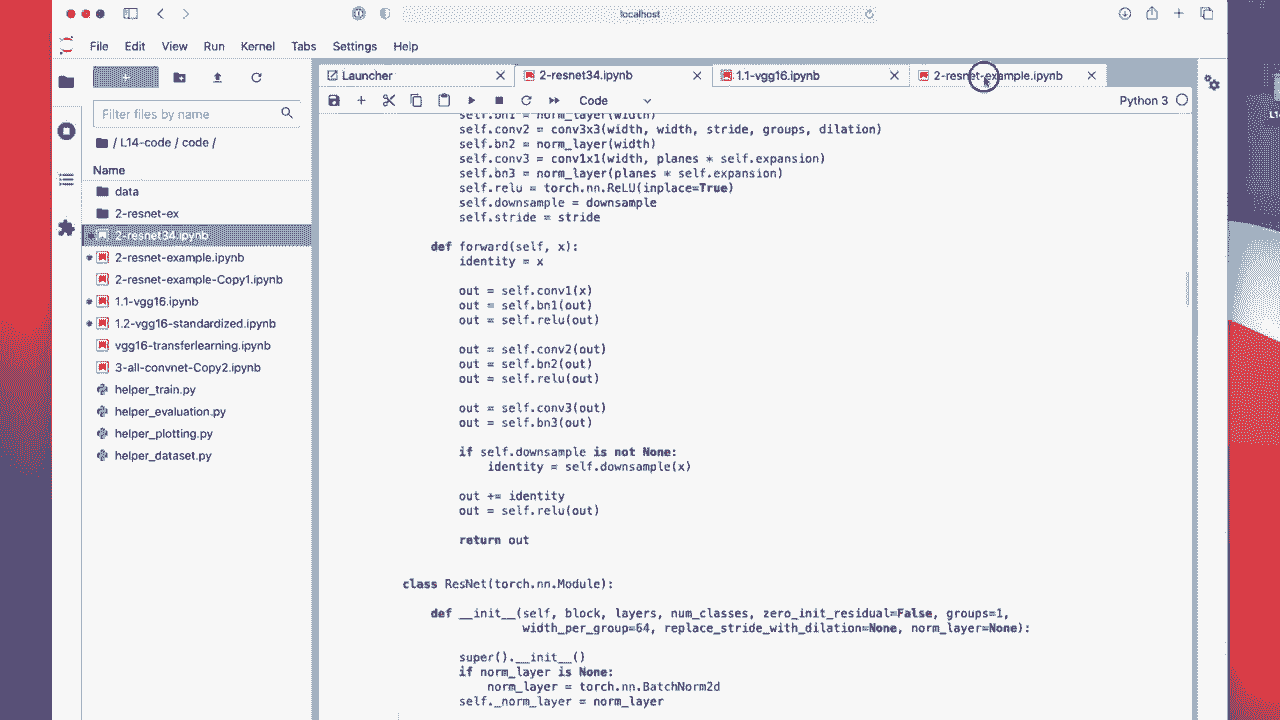 localhost
File Edit View Run Kernel Tabs Settings Help
Launcher
2-resnet34.ipynb
1.1-vgg16.ipynb
2-resnet-example.ipynb
Code
Python 3
Filter files by name
/ L14-code / code /
Name
data
2-resnet-ex
2-resnet34.ipynb
2-resnet-example.ipynb
2-resnet-example-Copy1.ipynb
1.1-vgg16.ipynb
1.2-vgg16-standardized.ipynb
vgg16-transferlearning.ipynb
3-all-convnet-Copy2.ipynb
helper_train.py
helper_evaluation.py
helper_plotting.py
helper_dataset.py
self.bn1 = norm_layer(width)
self.conv2 = conv3x3(width, width, stride, groups, dilation)
self.bn2 = norm_layer(width)
self.conv3 = conv1x1(width, planes * self.expansion)
self.bn3 = norm_layer(planes * self.expansion)
self.relu = torch.nn.ReLU(inplace=True)
self.downsample = downsample
self.stride = stride
def forward(self, x):
identity = x
out = self.conv1(x)
out = self.bn1(out)
out = self.relu(out)
out = self.conv2(out)
out = self.bn2(out)
out = self.relu(out)
out = self.conv3(out)
out = self.bn3(out)
if self.downsample is not None:
identity = self.downsample(x)
out += identity
out = self.relu(out)
return out
class ResNet(torch.nn.Module):
def __init__(self, block, layers, num_classes, zero_init_residual=False, groups=1,
width_per_group=64, replace_stride_with_dilation=None, norm_layer=None):
super().__init__()
if norm_layer is None:
norm_layer = torch.nn.BatchNorm2d
self._norm_layer = norm_layer